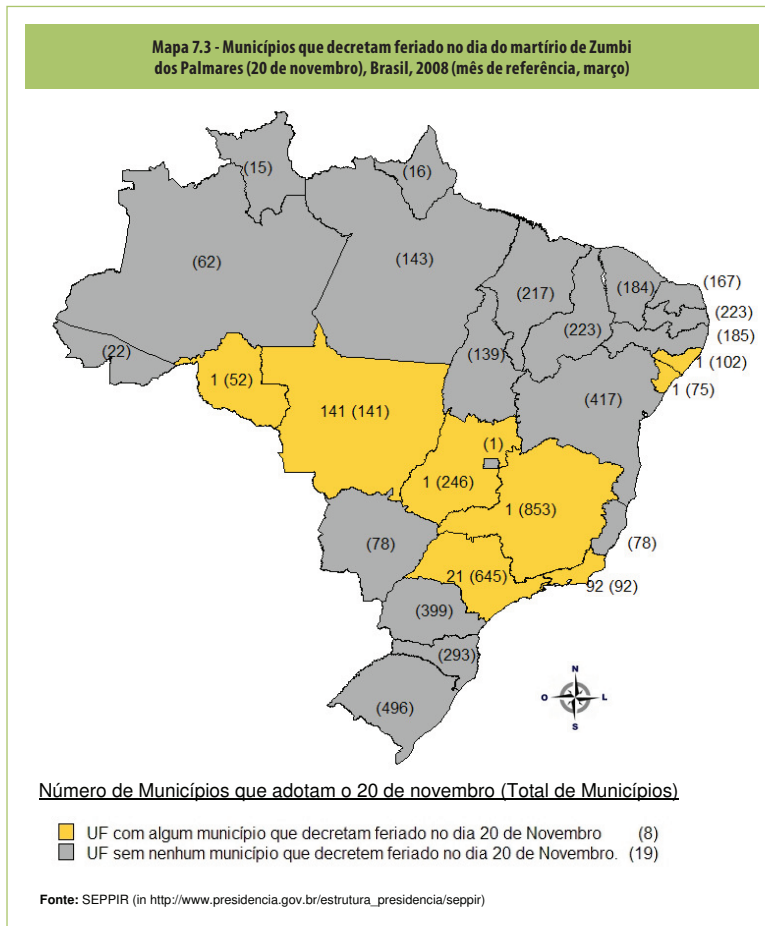 Mapa 7.3 - Municípios que decretam feriado no dia do martírio de Zumbi
dos Palmares (20 de novembro), Brasil, 2008 (mês de referência, março)
(15)
(16)
(62)
(143)
(217)
(184)
(167)
(223)
(223)
(185)
(22)
(139)
1 (102)
1 (52)
1 (75)
141 (141)
(417)
(1)
1 (246)
1 (853)
(78)
(78)
21 (645)
92 (92)
(399)
(293)
(496)
N
O
L
S
Número de Municípios que adotam o 20 de novembro (Total de Municípios)
UF com algum município que decretam feriado no dia 20 de Novembro (8)
UF sem nenhum município que decretem feriado no dia 20 de Novembro. (19)
Fonte: SEPPIR (in http://www.presidencia.gov.br/estrutura_presidencia/seppir)